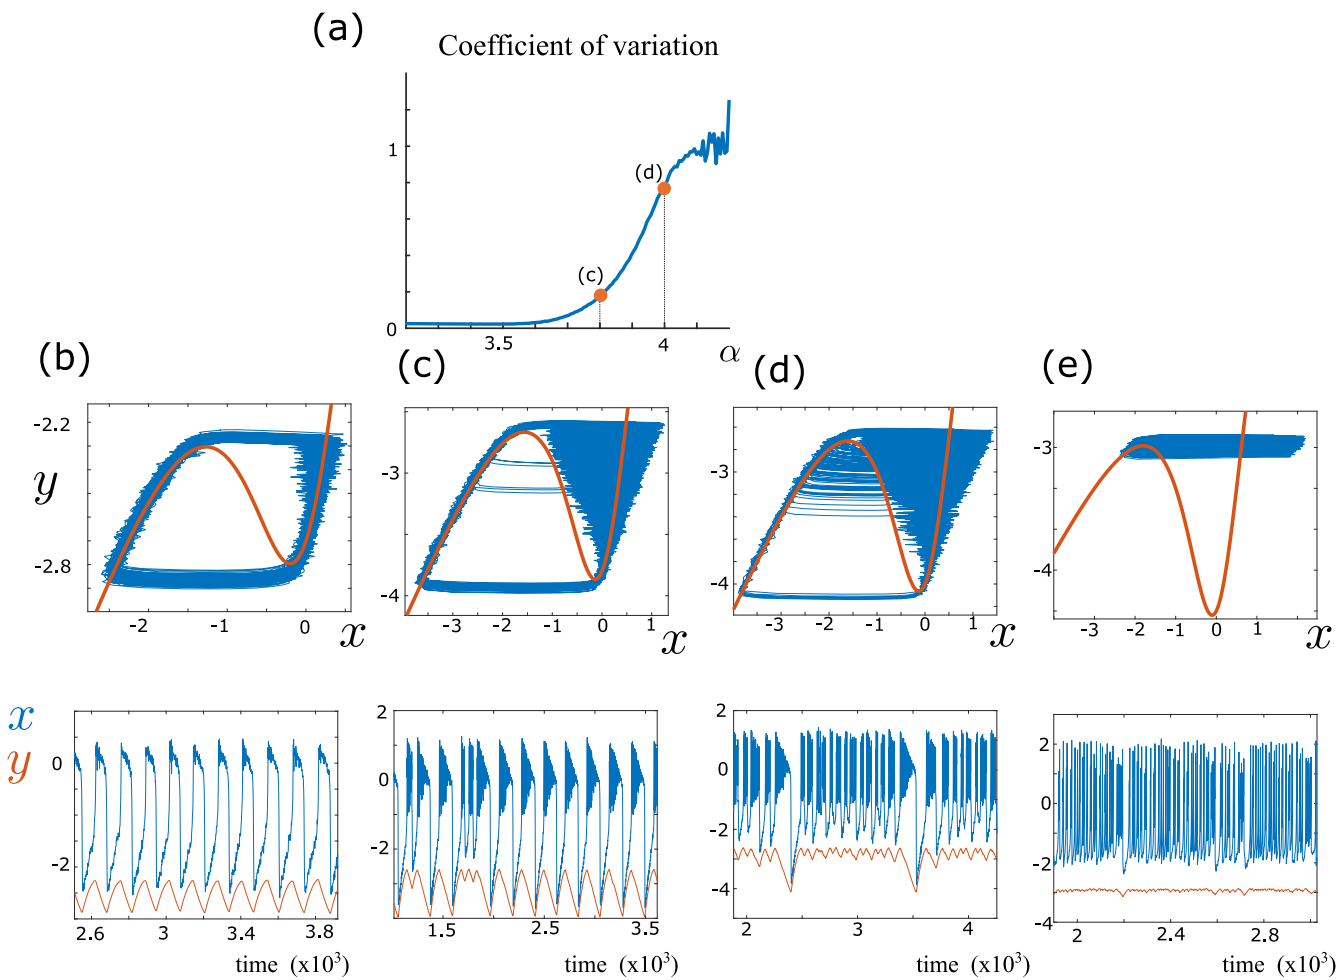 (a)
Coefficient of variation
1
(d)
(c)
0
3.5
4
α
(b)
(c)
(d)
(e)
-2.2
y
-2.8
-2
-1
0
x
-3
-4
-3
-2
-1
0
1
x
-3
-4
-3
-2
-1
0
1
x
-3
-4
-3
-2
-1
0
1
x
x
y
0
-2
2.6
3
3.4
3.8
time (x10³)
2
0
-2
1.5
2.5
3.5
time (x10³)
2
0
-2
-4
2
3
4
time (x10³)
2
0
-2
-4
2
2.4
2.8
time (x10³)